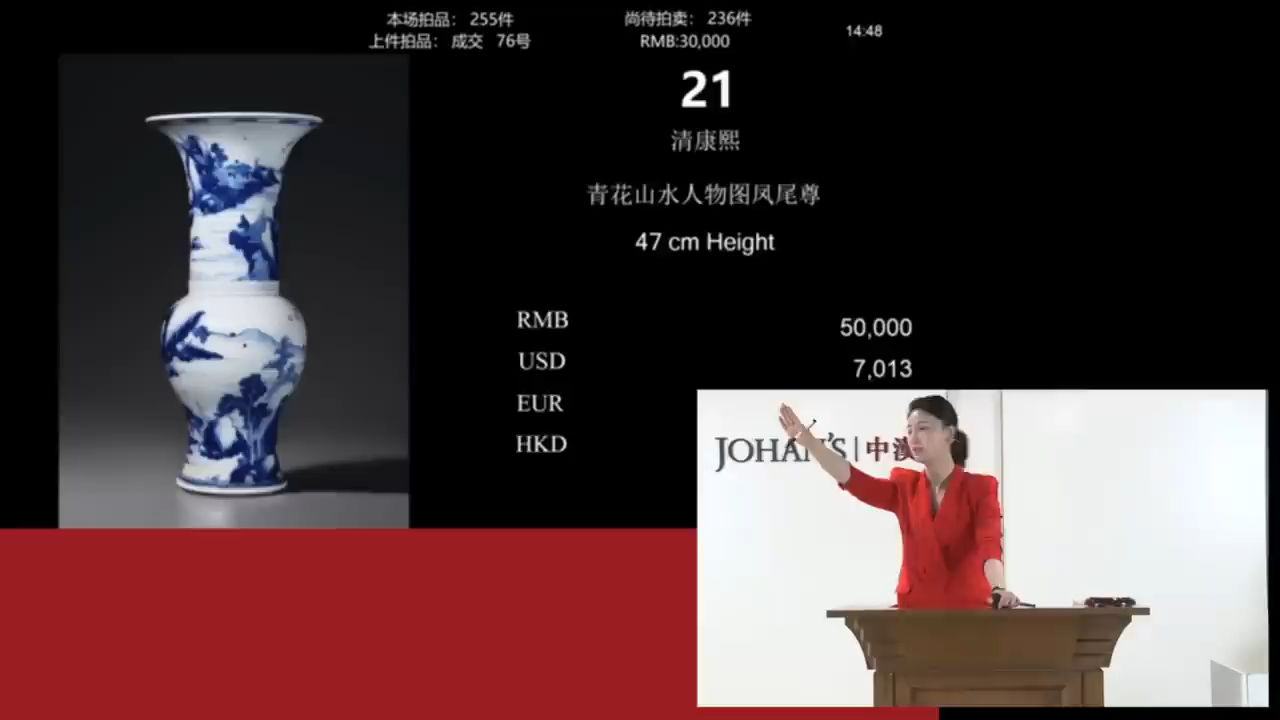 本场拍品： 255件
尚待拍卖： 236件
上件拍品： 成交 76号
RMB:30,000
14:48
21
清康熙
青花山水人物图凤尾尊
47 cm Height
RMB 50,000
USD 7,013
EUR
HKD
JOHAN'S | 中汉